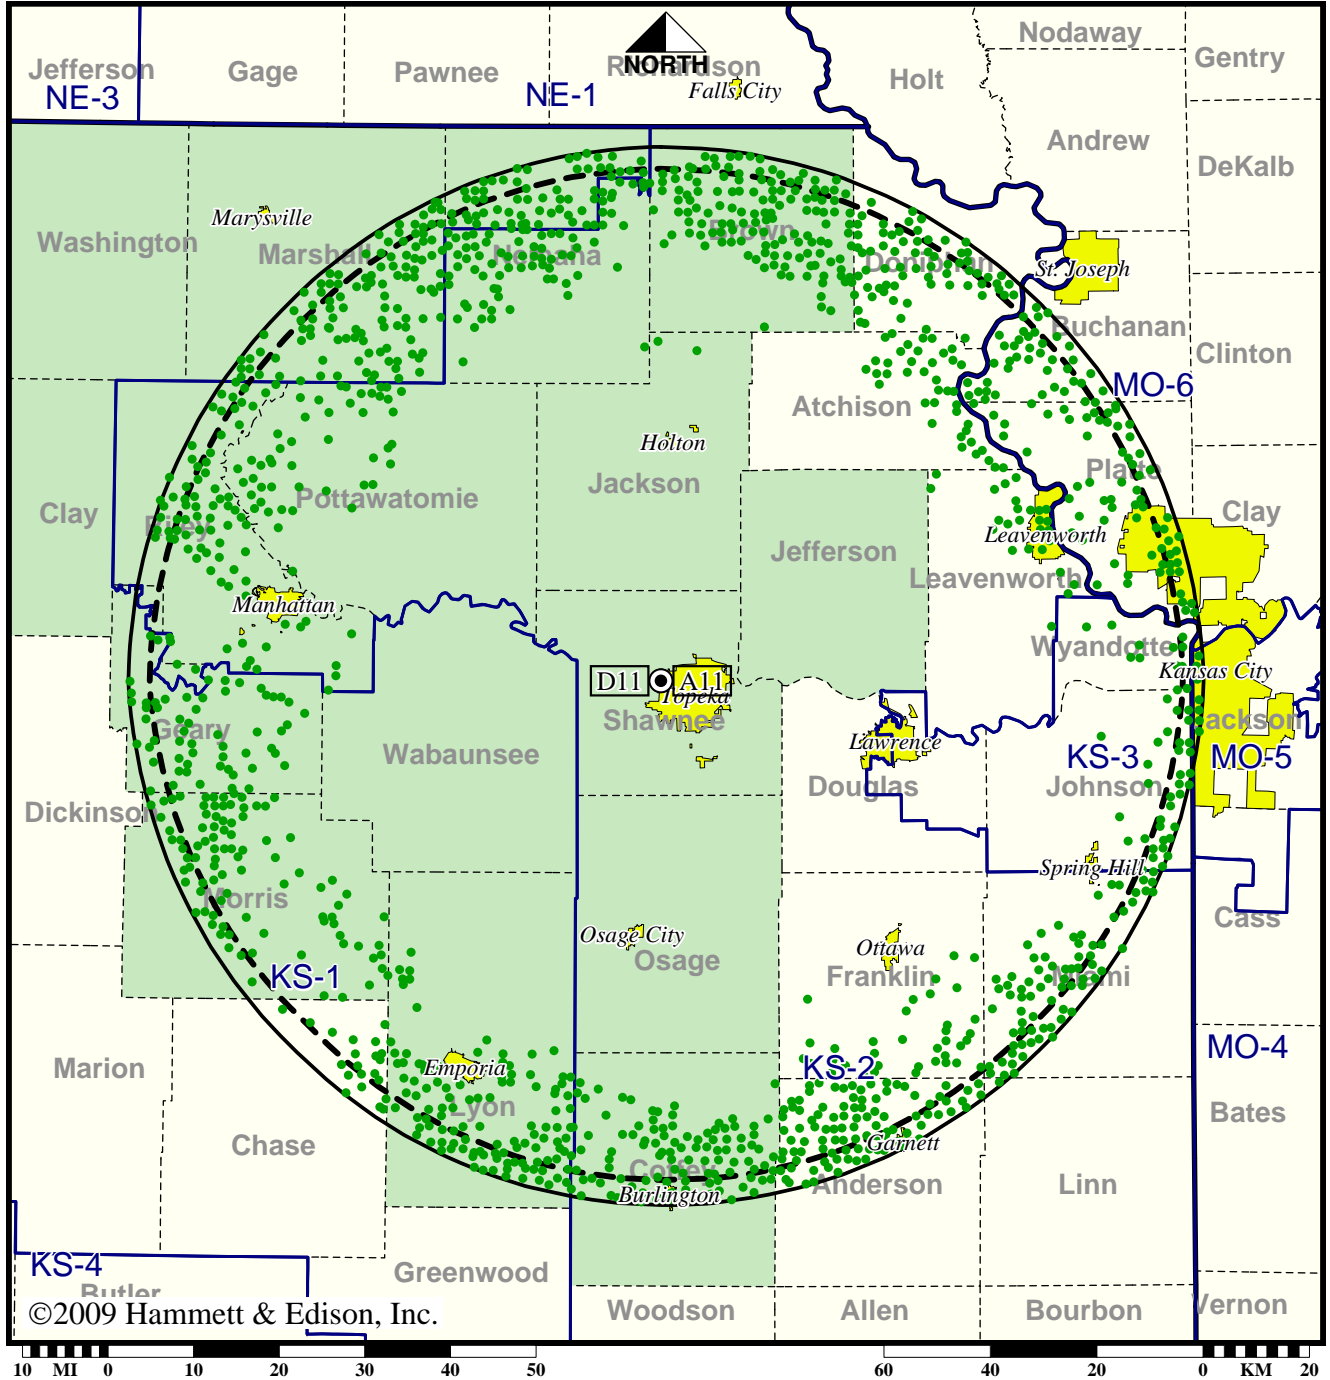 Nodaway
Jefferson
Gage
Pawnee
Richardson
NORTH
Holt
Gentry
NE-3
NE-1
Falls City
Andrew
DeKalb
Marysville
Washington
Marshall
Nemaha
Brown
Doniphan
St. Joseph
Buchanan
Clinton
MO-6
Atchison
Holton
Jackson
Platte
Pottawatomie
Clay
Riley
Clay
Leavenworth
Jefferson
Leavenworth
Manhattan
Wyandotte
Kansas City
D11
A11
Topeka
Shawnee
Jackson
Geary
Wabaunsee
Lawrence
KS-3
MO-5
Douglas
Johnson
Dickinson
Spring Hill
Morris
Cass
Osage City
Osage
Ottawa
Franklin
Miami
KS-1
MO-4
Marion
Emporia
KS-2
Lyon
Bates
Chase
Garnett
Coffey
Burlington
Anderson
Linn
KS-4
Butler
Greenwood
Woodson
Allen
Bourbon
Vernon
©2009 Hammett & Edison, Inc.
10 MI 0 10 20 30 40 50
60 40 20 0 KM 20